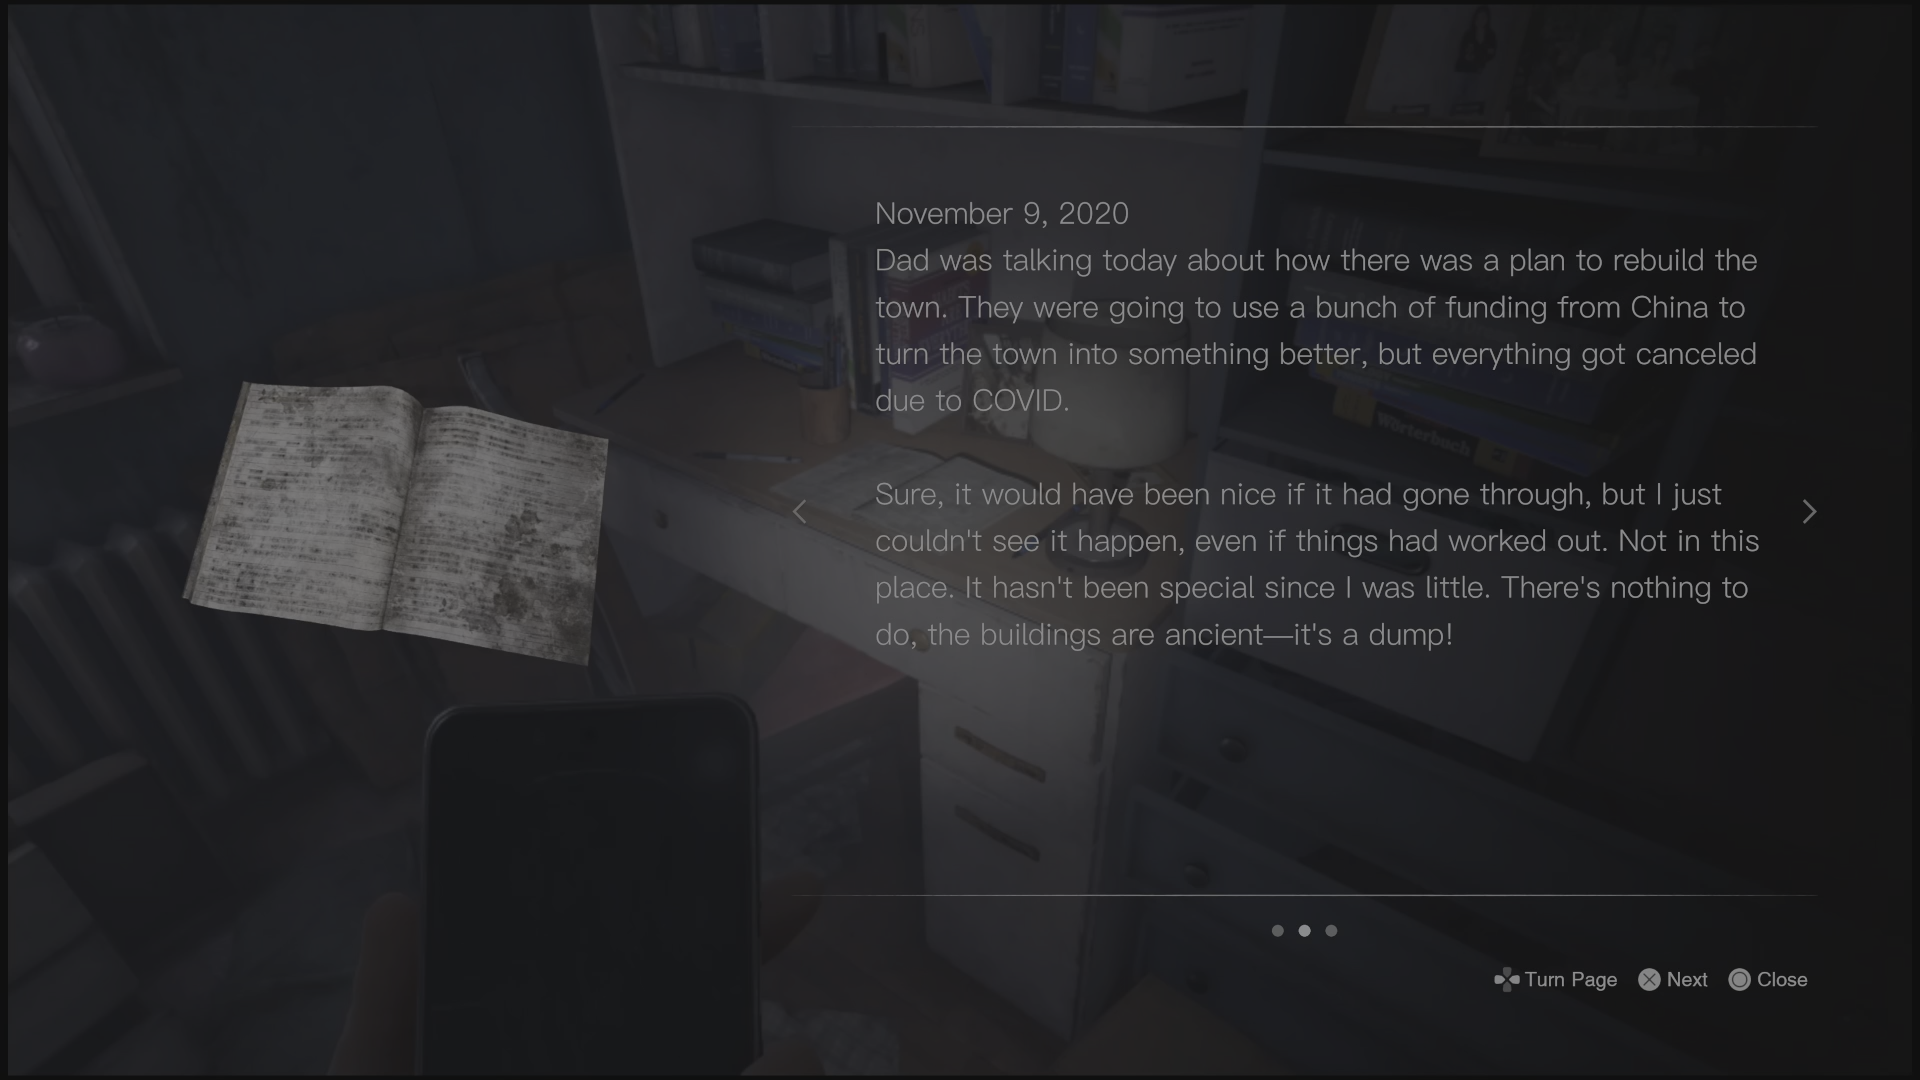 November 9, 2020
Dad was talking today about how there was a plan to rebuild the
town. They were going to use a bunch of funding from China to
turn the town into something better, but everything got canceled
due to COVID.
Sure, it would have been nice if it had gone through, but I just
couldn't see it happen, even if things had worked out. Not in this
place. It hasn't been special since I was little. There's nothing to
do, the buildings are ancient—it's a dump!
Wörterbuch
Turn Page Next Close